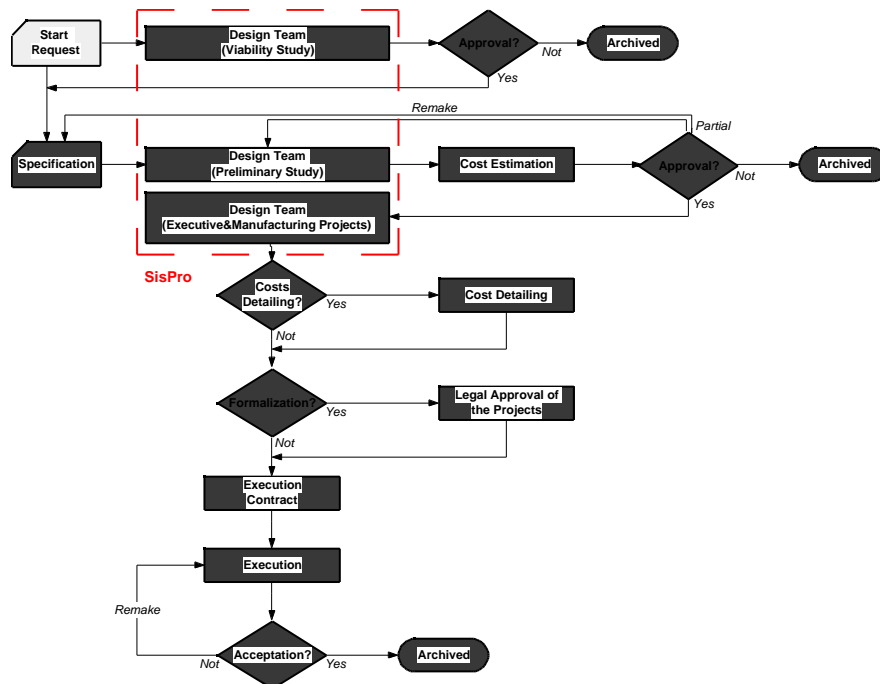 Start
Request
Design Team
(Viability Study)
Approval?
Not
Archived
Yes
Remake
Partial
Specification
Design Team
(Preliminary Study)
Cost Estimation
Approval?
Not
Archived
Yes
Design Team
(Executive&Manufacturing Projects)
SisPro
Costs
Detailing?
Yes
Cost Detailing
Not
Formalization?
Yes
Legal Approval of
the Projects
Not
Execution
Contract
Execution
Remake
Acceptation?
Not
Yes
Archived